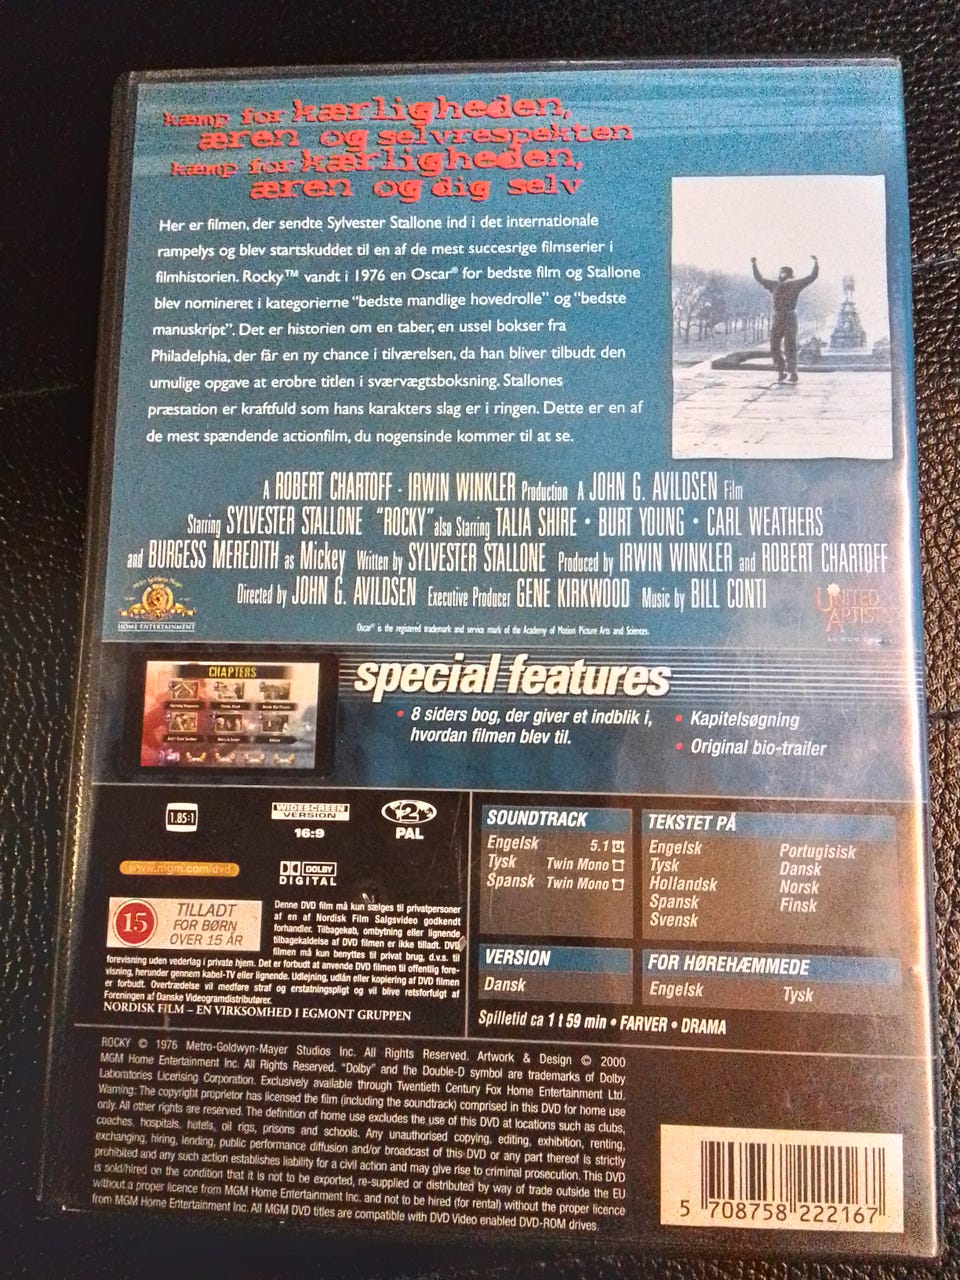 kæmp for kærligheden,
æren og selvrespekten
kæmp for kærligheden,
æren og dig selv
Her er filmen, der sendte Sylvester Stallone ind i det internationale
rampelys og blev startskuddet til en af de mest succesrige filmserier i
filmhistorien. Rocky™ vandt i 1976 en Oscar® for bedste film og Stallone
blev nomineret i kategorierne "bedste mandlige hovedrolle" og "bedste
manuskript". Det er historien om en taber, en ussel bokser fra
Philadelphia, der får en ny chance i tilværelsen, da han bliver tilbudt den
umulige opgave at erobre titlen i sværvægtsboksning. Stallones
præstation er kraftfuld som hans karakters slag er i ringen. Dette er en af
de mest spændende actionfilm, du nogensinde kommer til at se.
A ROBERT CHARTOFF - IRWIN WINKLER Production A JOHN G. AVILDSEN Film
Starring SYLVESTER STALLONE "ROCKY" also Starring TALIA SHIRE • BURT YOUNG • CARL WEATHERS
and BURGESS MEREDITH as Mickey Written by SYLVESTER STALLONE Produced by IRWIN WINKLER and ROBERT CHARTOFF
Directed by JOHN G. AVILDSEN Executive Producer GENE KIRKWOOD Music by BILL CONTI
HOME ENTERTAINMENT
UNITED
ARTISTS
Oscar® is the registered trademark and service mark of the Academy of Motion Picture Arts and Sciences.
CHAPTERS
special features
• 8 siders bog, der giver et indblik i,
hvordan filmen blev til.
• Kapitelsøgning
• Original bio-trailer
1.85:1
WIDESCREEN
VERSION
16:9
2
PAL
www.mgm.com/dvd
DOLBY
DIGITAL
15
TILLADT
FOR BØRN
OVER 15 ÅR
Denne DVD film må kun sælges til privatpersoner
af en af Nordisk Film Salgsvideo godkendt
forhandler. Tilbagekøb, ombytning eller lignende
tilbagekaldelse af DVD filmen er ikke tilladt. DVD
filmen må kun benyttes til privat brug, d.v.s. til
forevisning uden vederlag i private hjem. Det er forbudt at anvende DVD filmen til offentlig fore-
visning, herunder gennem kabel-TV eller lignende. Udlejning, udlån eller kopiering af DVD filmen
er forbudt. Overtrædelse vil medføre straf og erstatningspligt og vil blive retsforfulgt af
Foreningen af Danske Videogramdistributører.
NORDISK FILM – EN VIRKSOMHED I EGMONT GRUPPEN
SOUNDTRACK
Engelsk 5.1
Tysk Twin Mono
Spansk Twin Mono
TEKSTET PÅ
Engelsk Portugisisk
Tysk Dansk
Hollandsk Norsk
Spansk Finsk
Svensk
VERSION
Dansk
FOR HØREHÆMMEDE
Engelsk Tysk
Spilletid ca 1 t 59 min • FARVER • DRAMA
ROCKY © 1976 Metro-Goldwyn-Mayer Studios Inc. All Rights Reserved. Artwork & Design © 2000
MGM Home Entertainment Inc. All Rights Reserved. "Dolby" and the Double-D symbol are trademarks of Dolby
Laboratories Licensing Corporation. Exclusively available through Twentieth Century Fox Home Entertainment Ltd.
Warning: The copyright proprietor has licensed the film (including the soundtrack) comprised in this DVD for home use
only. All other rights are reserved. The definition of home use excludes the use of this DVD at locations such as clubs,
coaches, hospitals, hotels, oil rigs, prisons and schools. Any unauthorised copying, editing, exhibition, renting,
exchanging, hiring, lending, public performance diffusion and/or broadcast of this DVD or any part thereof is strictly
prohibited and any such action establishes liability for a civil action and may give rise to criminal prosecution. This DVD
is sold/hired on the condition that it is not to be exported, re-supplied or distributed by way of trade outside the EU
without a proper licence from MGM Home Entertainment Inc. and not to be hired (for rental) without the proper licence
from MGM Home Entertainment Inc. All MGM DVD titles are compatible with DVD Video enabled DVD-ROM drives.
5 708758 222167